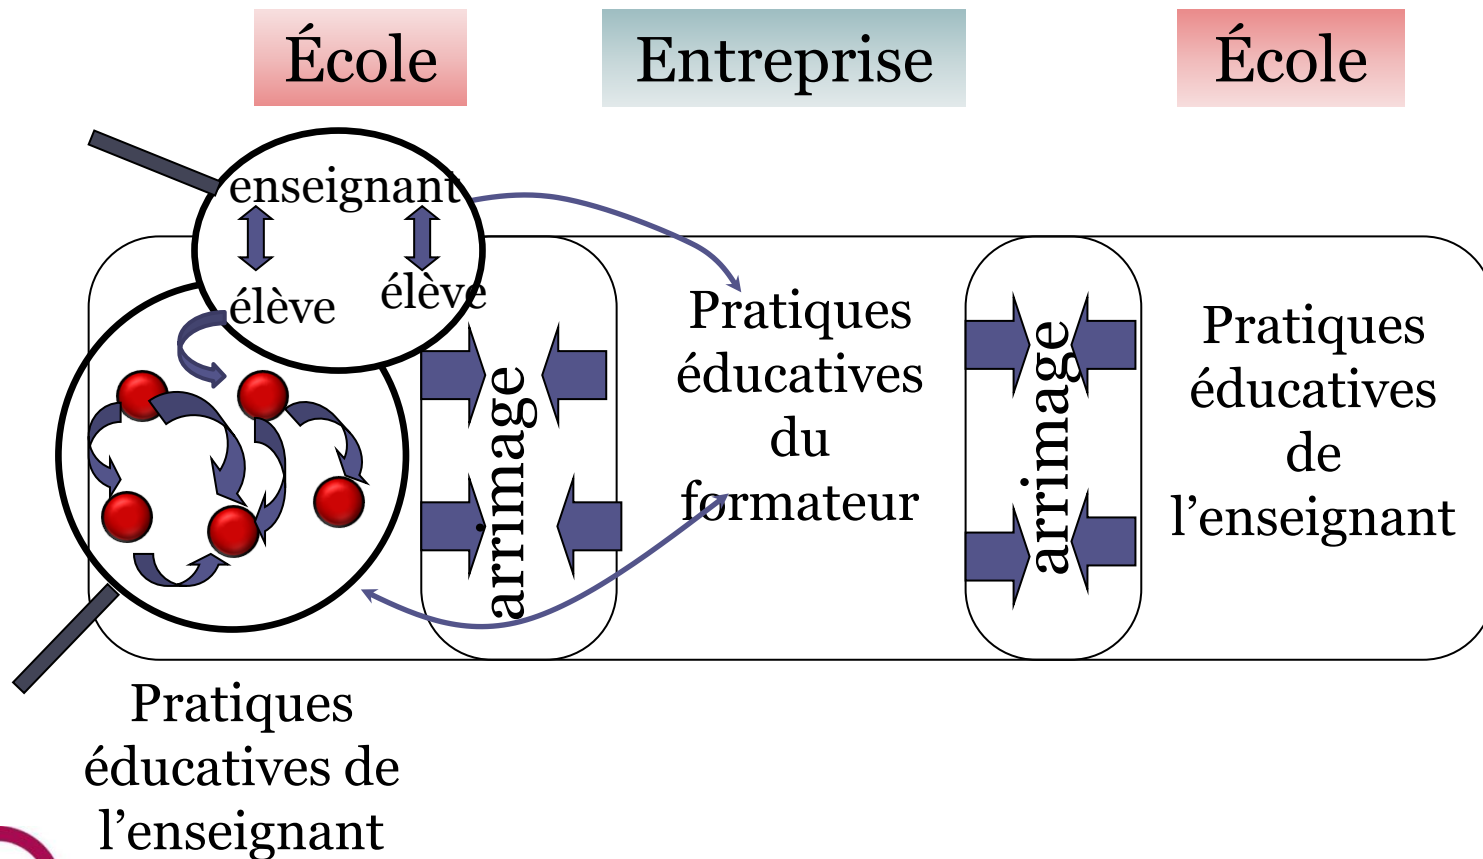 École
Entreprise
École
enseignant
élève
élève
arrimage
Pratiques
éducatives
du
formateur
arrimage
Pratiques
éducatives
de
l’enseignant
Pratiques
éducatives de
l’enseignant